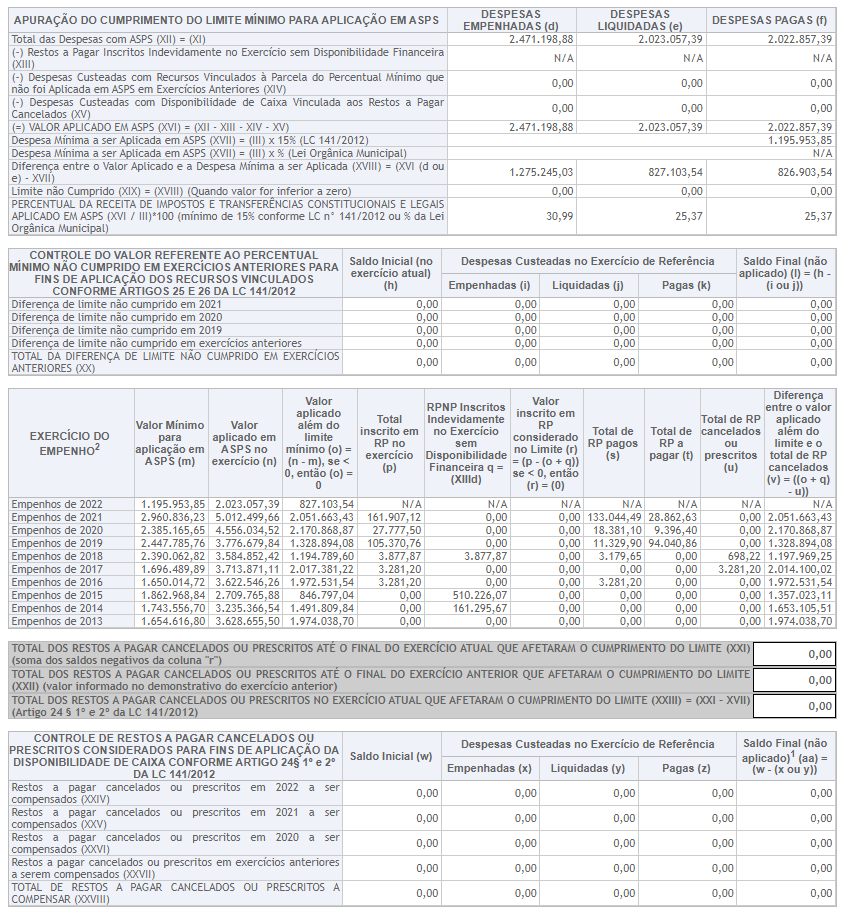 APURAÇÃO DO CUMPRIMENTO DO LIMITE MÍNIMO PARA APLICAÇÃO EM ASPS DESPESAS EMPENHADAS (d) DESPESAS LIQUIDADAS (e) DESPESAS PAGAS (f)
Total das Despesas com ASPS (XII) = (XI) 2.471.198,88 2.023.057,39 2.022.857,39
(-) Restos a Pagar Inscritos Indevidamente no Exercício sem Disponibilidade Financeira
(XIII) N/A N/A N/A
(-) Despesas Custeadas com Recursos Vinculados à Parcela do Percentual Mínimo que
não foi Aplicada em ASPS em Exercícios Anteriores (XIV) 0,00 0,00 0,00
(-) Despesas Custeadas com Disponibilidade de Caixa Vinculada aos Restos a Pagar
Cancelados (XV) 0,00 0,00 0,00
(=) VALOR APLICADO EM ASPS (XVI) = (XII - XIII - XIV - XV) 2.471.198,88 2.023.057,39 2.022.857,39
Despesa Mínima a ser Aplicada em ASPS (XVII) = (III) x 15% (LC 141/2012) 1.195.953,85
Despesa Mínima a ser Aplicada em ASPS (XVII) = (III) x % (Lei Orgânica Municipal) N/A
Diferença entre o Valor Aplicado e a Despesa Mínima a ser Aplicada (XVIII) = (XVI (d ou
e) - XVII) 1.275.245,03 827.103,54 826.903,54
Limite não Cumprido (XIX) = (XVIII) (Quando valor for inferior a zero) 0,00 0,00 0,00
PERCENTUAL DA RECEITA DE IMPOSTOS E TRANSFERÊNCIAS CONSTITUCIONAIS E LEGAIS
APLICADO EM ASPS (XVI / III)*100 (mínimo de 15% conforme LC n° 141/2012 ou % da Lei
Orgânica Municipal) 30,99 25,37 25,37
CONTROLE DO VALOR REFERENTE AO PERCENTUAL
MÍNIMO NÃO CUMPRIDO EM EXERCÍCIOS ANTERIORES PARA
FINS DE APLICAÇÃO DOS RECURSOS VINCULADOS
CONFORME ARTIGOS 25 E 26 DA LC 141/2012
Saldo Inicial (no
exercício atual)
(h)
Despesas Custeadas no Exercício de Referência
Empenhadas (i) Liquidadas (j) Pagas (k)
Saldo Final (não
aplicado) (l) = (h -
(i ou j))
Diferença de limite não cumprido em 2021 0,00 0,00 0,00 0,00 0,00
Diferença de limite não cumprido em 2020 0,00 0,00 0,00 0,00 0,00
Diferença de limite não cumprido em 2019 0,00 0,00 0,00 0,00 0,00
Diferença de limite não cumprido em exercícios anteriores 0,00 0,00 0,00 0,00 0,00
TOTAL DA DIFERENÇA DE LIMITE NÃO CUMPRIDO EM EXERCÍCIOS
ANTERIORES (XX) 0,00 0,00 0,00 0,00 0,00
EXERCÍCIO DO
EMPENHO2
Valor Mínimo
para
aplicação em
ASPS (m)
Valor
aplicado em
ASPS no
exercício (n)
Valor
aplicado
além do
limite
mínimo (o) =
(n - m), se <
0, então (o) =
0
Total
inscrito em
RP no
exercício
(p)
RPNP Inscritos
Indevidamente
no Exercício
sem
Disponibilidade
Financeira q =
(XIIId)
Valor
inscrito em
RP
considerado
no Limite (r)
= (p - (o + q))
se < 0, então
(r) = (0)
Total de
RP pagos
(s)
Total de
RP a
pagar (t)
Total de RP
cancelados
ou
prescritos
(u)
Diferença
entre o valor
aplicado
além do
limite e o
total de RP
cancelados
(v) = ((o + q)
- u))
Empenhos de 2022 1.195.953,85 2.023.057,39 827.103,54 N/A N/A N/A N/A N/A N/A N/A
Empenhos de 2021 2.960.836,23 5.012.499,66 2.051.663,43 161.907,12 0,00 0,00 133.044,49 28.862,63 0,00 2.051.663,43
Empenhos de 2020 2.385.165,65 4.556.034,52 2.170.868,87 27.777,50 0,00 0,00 18.381,10 9.396,40 0,00 2.170.868,87
Empenhos de 2019 2.447.785,76 3.776.679,84 1.328.894,08 105.370,76 0,00 0,00 11.329,90 94.040,86 0,00 1.328.894,08
Empenhos de 2018 2.390.062,82 3.584.852,42 1.194.789,60 3.877,87 3.877,87 0,00 3.179,65 0,00 698,22 1.197.969,25
Empenhos de 2017 1.696.489,89 3.713.871,11 2.017.381,22 3.281,20 0,00 0,00 0,00 0,00 3.281,20 2.014.100,02
Empenhos de 2016 1.650.014,72 3.622.546,26 1.972.531,54 3.281,20 0,00 0,00 3.281,20 0,00 0,00 1.972.531,54
Empenhos de 2015 1.862.968,84 2.709.765,88 846.797,04 0,00 510.226,07 0,00 0,00 0,00 0,00 1.357.023,11
Empenhos de 2014 1.743.556,70 3.235.366,54 1.491.809,84 0,00 161.295,67 0,00 0,00 0,00 0,00 1.653.105,51
Empenhos de 2013 1.654.616,80 3.628.655,50 1.974.038,70 0,00 0,00 0,00 0,00 0,00 0,00 1.974.038,70
TOTAL DOS RESTOS A PAGAR CANCELADOS OU PRESCRITOS ATÉ O FINAL DO EXERCÍCIO ATUAL QUE AFETARAM O CUMPRIMENTO DO LIMITE (XXI)
(soma dos saldos negativos da coluna "r") 0,00
TOTAL DOS RESTOS A PAGAR CANCELADOS OU PRESCRITOS ATÉ O FINAL DO EXERCÍCIO ANTERIOR QUE AFETARAM O CUMPRIMENTO DO LIMITE
(XXII) (valor informado no demonstrativo do exercício anterior) 0,00
TOTAL DOS RESTOS A PAGAR CANCELADOS OU PRESCRITOS NO EXERCÍCIO ATUAL QUE AFETARAM O CUMPRIMENTO DO LIMITE (XXIII) = (XXI - XVII)
(Artigo 24 § 1º e 2º da LC 141/2012) 0,00
CONTROLE DE RESTOS A PAGAR CANCELADOS OU
PRESCRITOS CONSIDERADOS PARA FINS DE APLICAÇÃO DA
DISPONIBILIDADE DE CAIXA CONFORME ARTIGO 24§ 1º e 2º
DA LC 141/2012
Saldo Inicial (w)
Despesas Custeadas no Exercício de Referência
Empenhadas (x) Liquidadas (y) Pagas (z)
Saldo Final (não
aplicado)1 (aa) =
(w - (x ou y))
Restos a pagar cancelados ou prescritos em 2022 a ser
compensados (XXIV) 0,00 0,00 0,00 0,00 0,00
Restos a pagar cancelados ou prescritos em 2021 a ser
compensados (XXV) 0,00 0,00 0,00 0,00 0,00
Restos a pagar cancelados ou prescritos em 2020 a ser
compensados (XXVI) 0,00 0,00 0,00 0,00 0,00
Restos a pagar cancelados ou prescritos em exercícios anteriores
a serem compensados (XXVII) 0,00 0,00 0,00 0,00 0,00
TOTAL DE RESTOS A PAGAR CANCELADOS OU PRESCRITOS A
COMPENSAR (XXVIII) 0,00 0,00 0,00 0,00 0,00